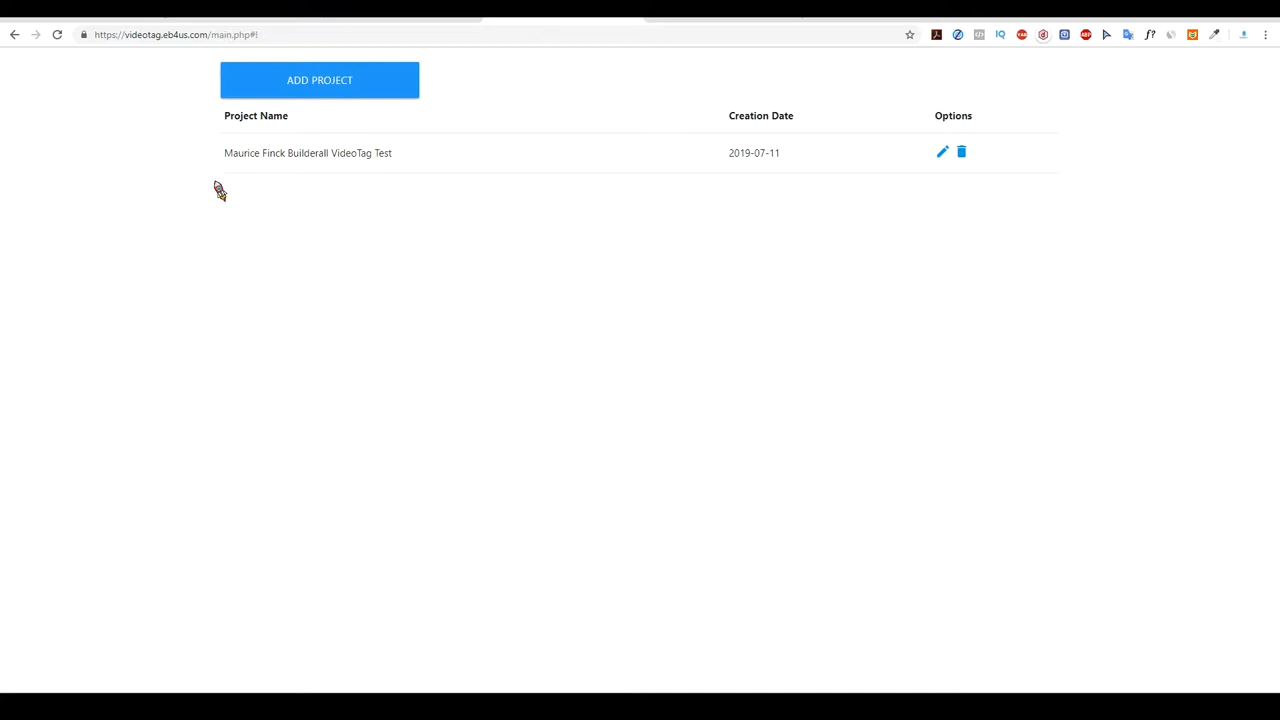 https://videotag.eb4us.com/main.php#!
ADD PROJECT
Project Name Creation Date Options
Maurice Finck Builderall VideoTag Test 2019-07-11